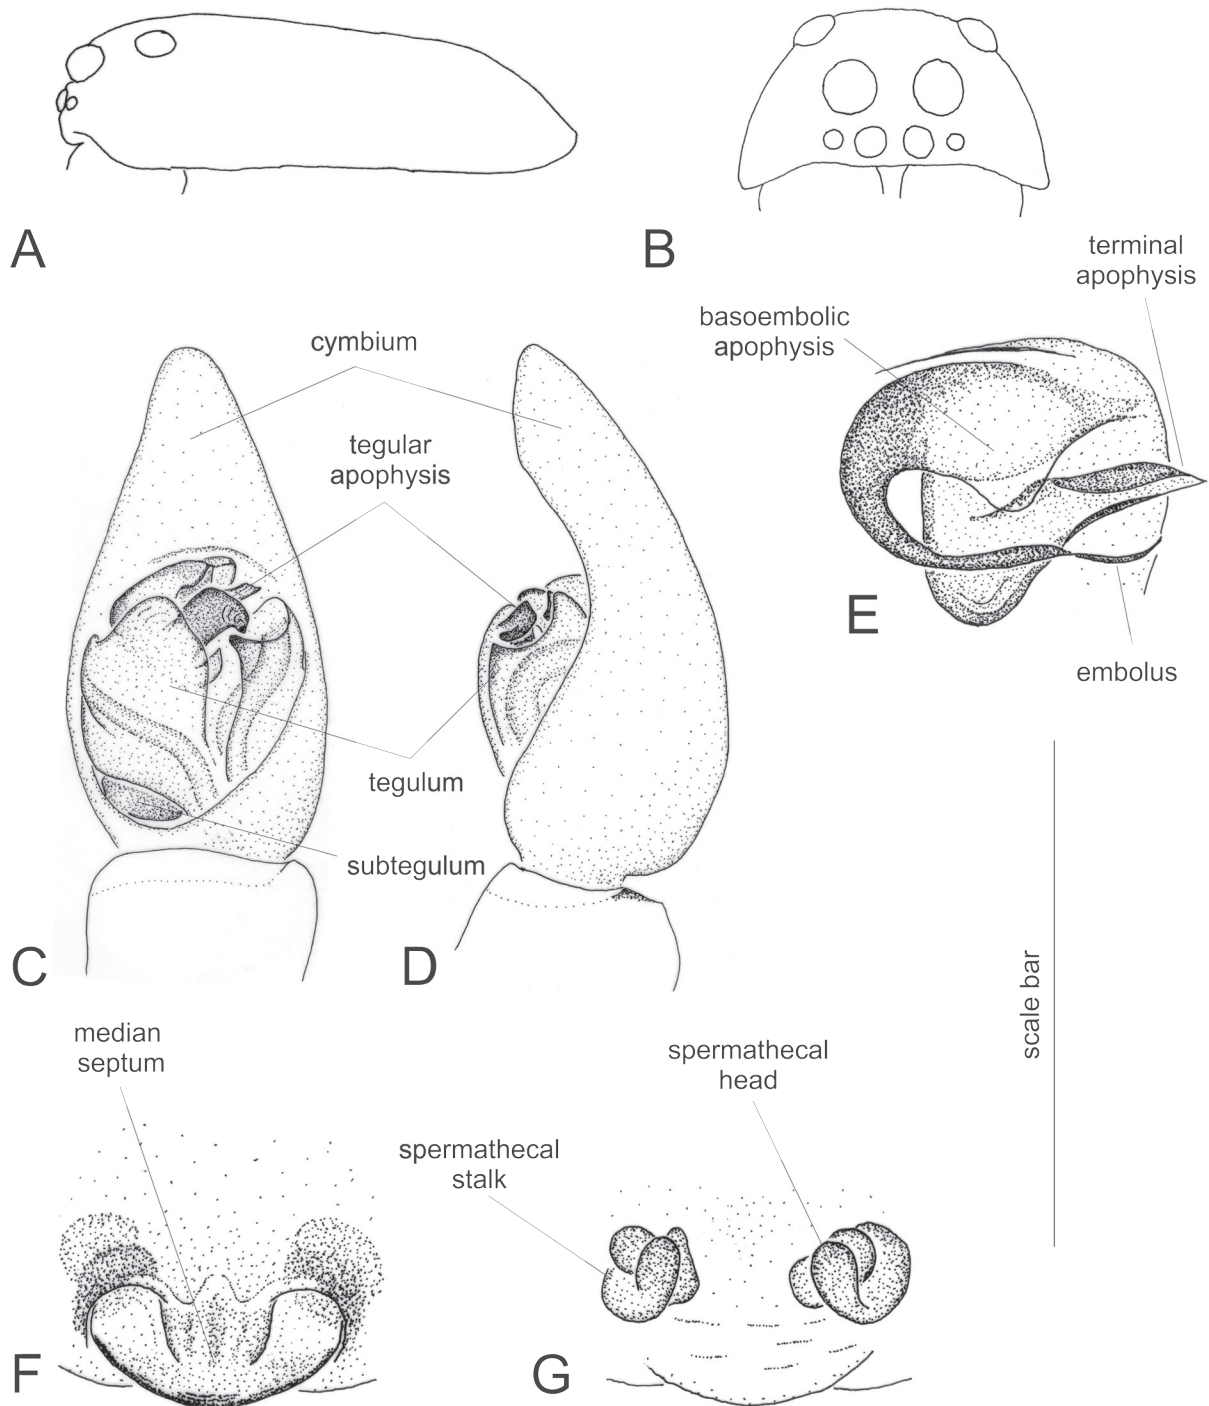 A
B
terminal
apophysis
basoembolic
apophysis
cymbium
tegular
apophysis
E
embolus
tegulum
subtegulum
C
D
scale bar
median
septum
spermathecal
head
spermathecal
stalk
F
G